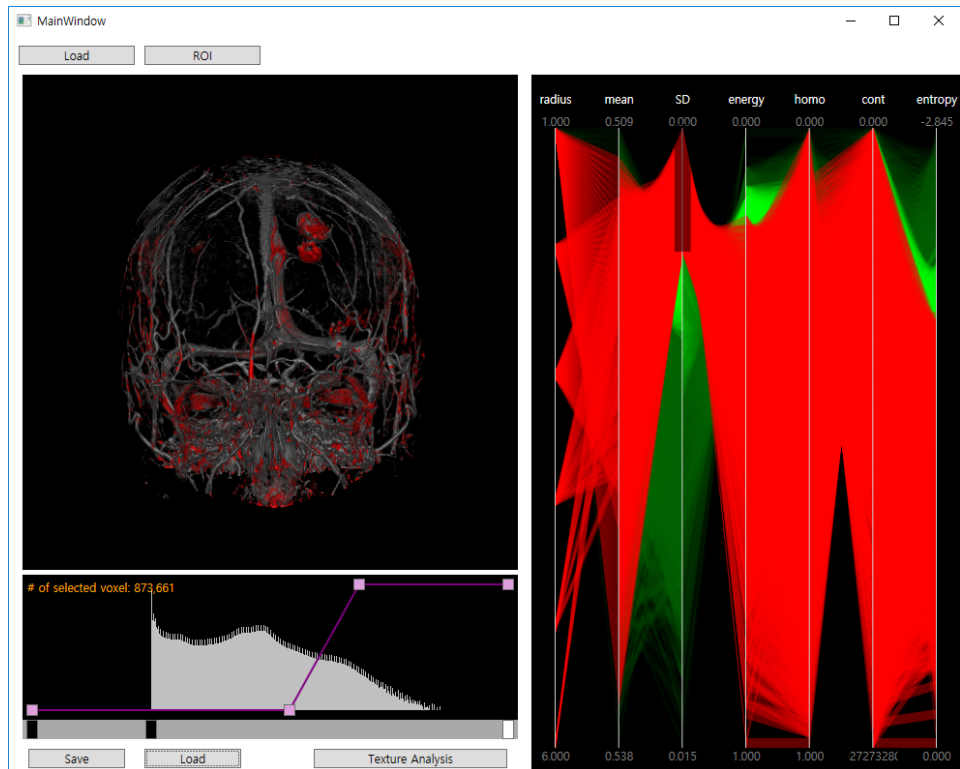 MainWindow
Load ROI
radius mean SD energy homo cont entropy
1.000 0.509 0.000 0.000 0.000 0.000 -2.845
# of selected voxel: 873,661
6.000 0.538 0.015 1.000 1.000 2727328( 0.000
Save Load Texture Analysis